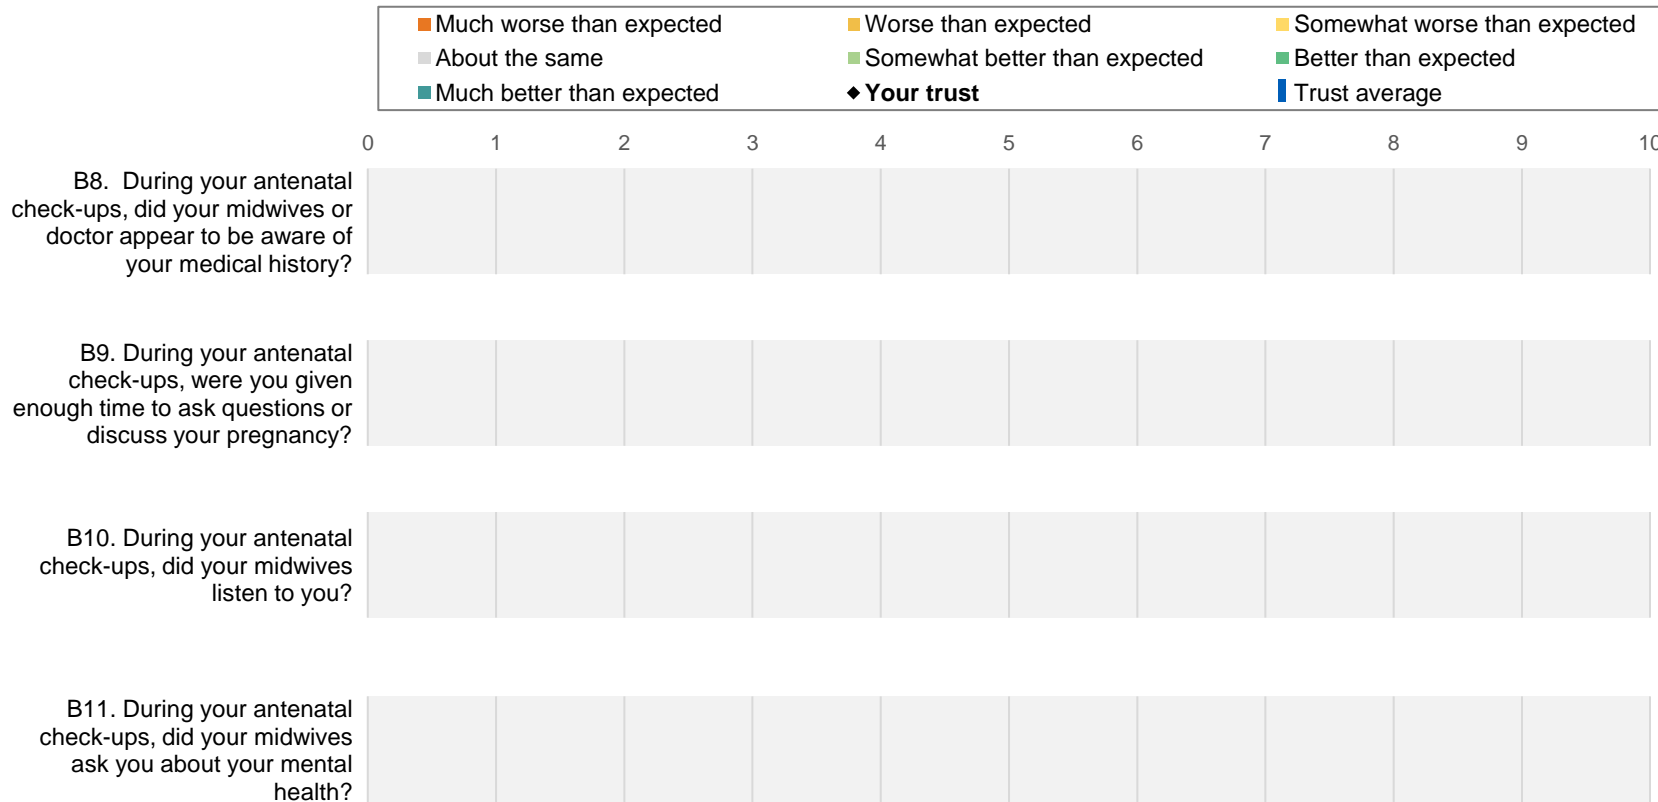 Much worse than expected Worse than expected Somewhat worse than expected
About the same Somewhat better than expected Better than expected
Much better than expected Your trust Trust average
0 1 2 3 4 5 6 7 8 9 10
B8. During your antenatal
check-ups, did your midwives or
doctor appear to be aware of
your medical history?
B9. During your antenatal
check-ups, were you given
enough time to ask questions or
discuss your pregnancy?
B10. During your antenatal
check-ups, did your midwives
listen to you?
B11. During your antenatal
check-ups, did your midwives
ask you about your mental
health?